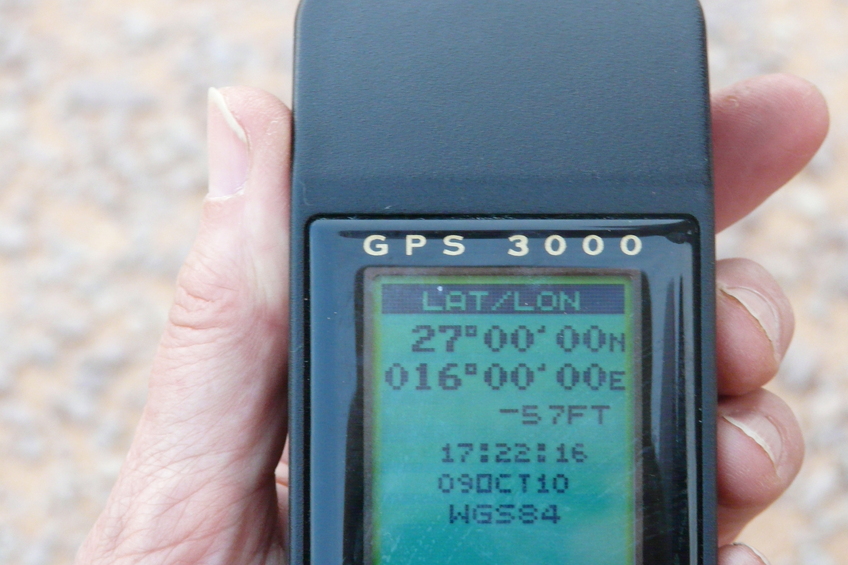 GPS 3000
LAT/LON
27°00'00N
016°00'00E
-57FT
17:22:16
09OCT10
WGS84